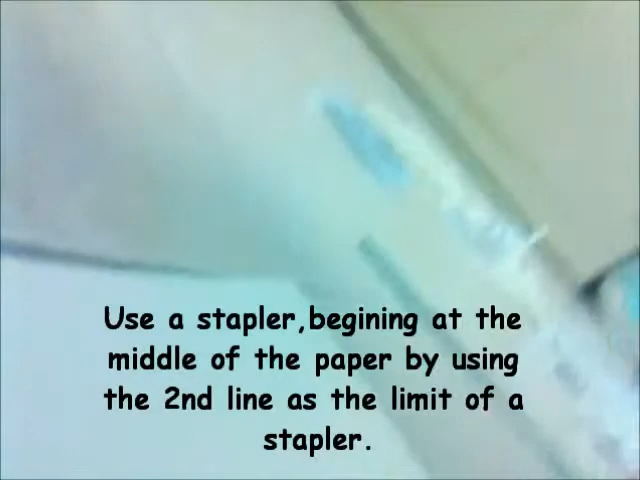 Use a stapler,begining at the
middle of the paper by using
the 2nd line as the limit of a
stapler.